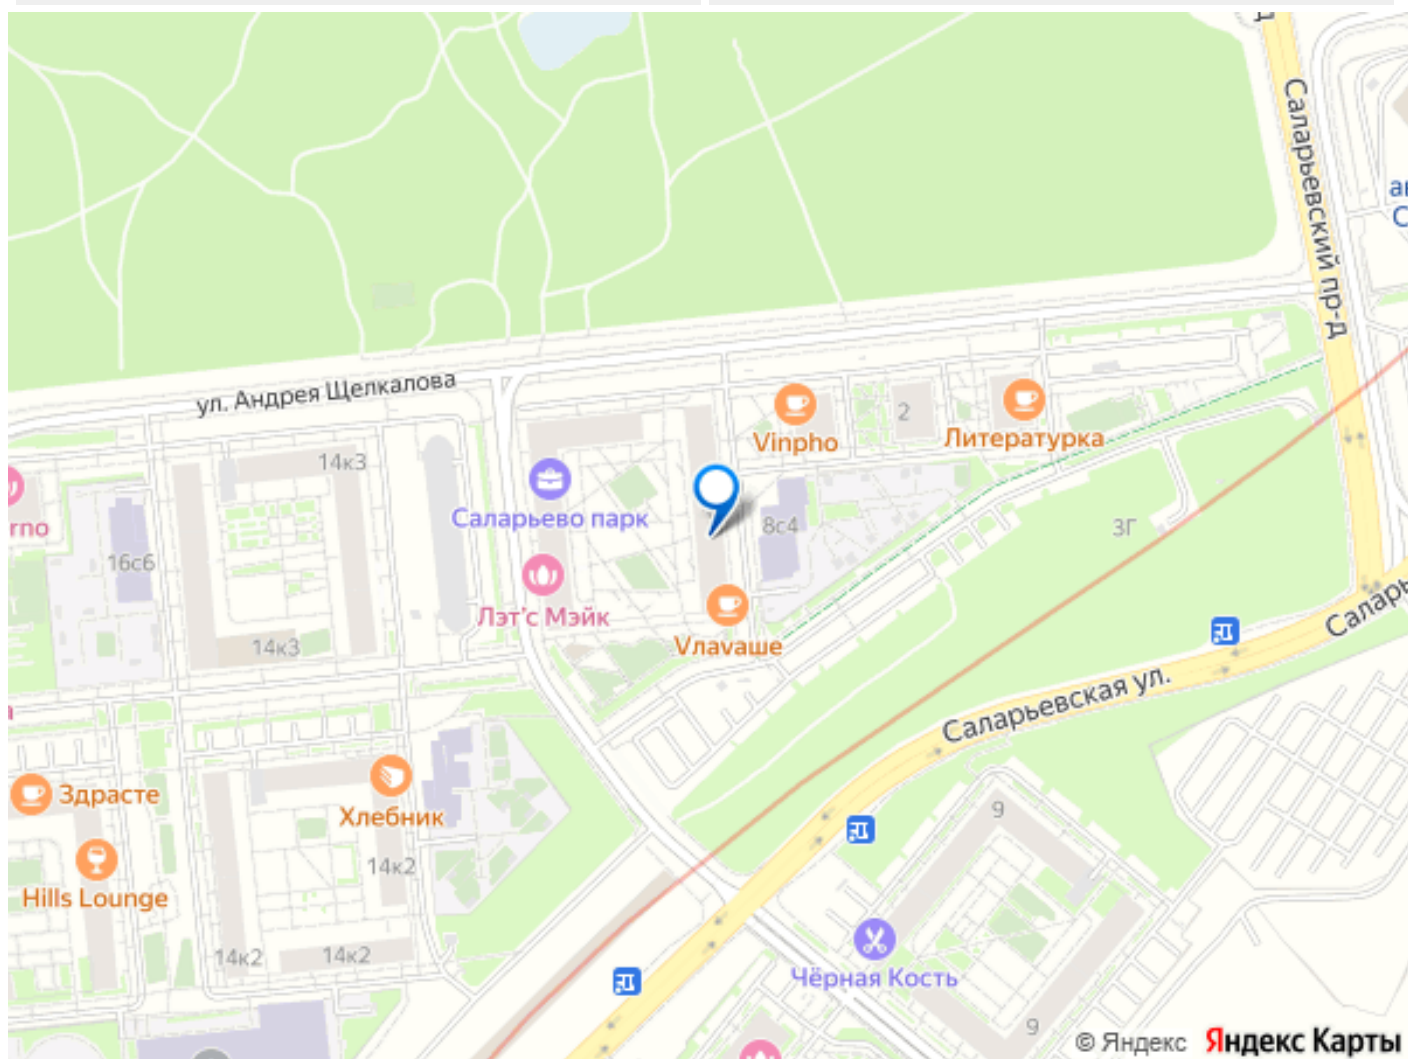 Саларьевский пр-д
ул. Андрея Щелкалова
Vinpho
2
Литературка
14к3
Саларьево парк
8с4
3Г
16с6
Лэт'с Мэйк
14к3
Vлаvаше
Саларьевская ул.
Здрасте
Хлебник
9
14к2
Hills Lounge
14к2
14к2
Чёрная Кость
9
© Яндекс
Яндекс Карты